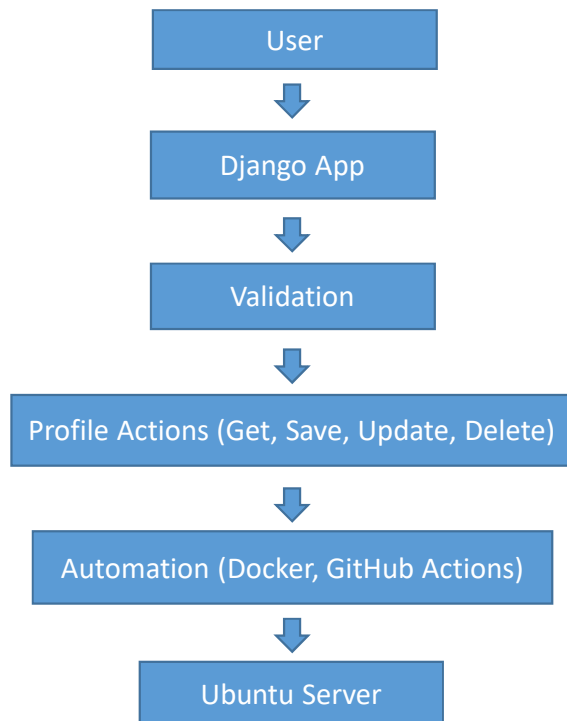 User
Django App
Validation
Profile Actions (Get, Save, Update, Delete)
Automation (Docker, GitHub Actions)
Ubuntu Server